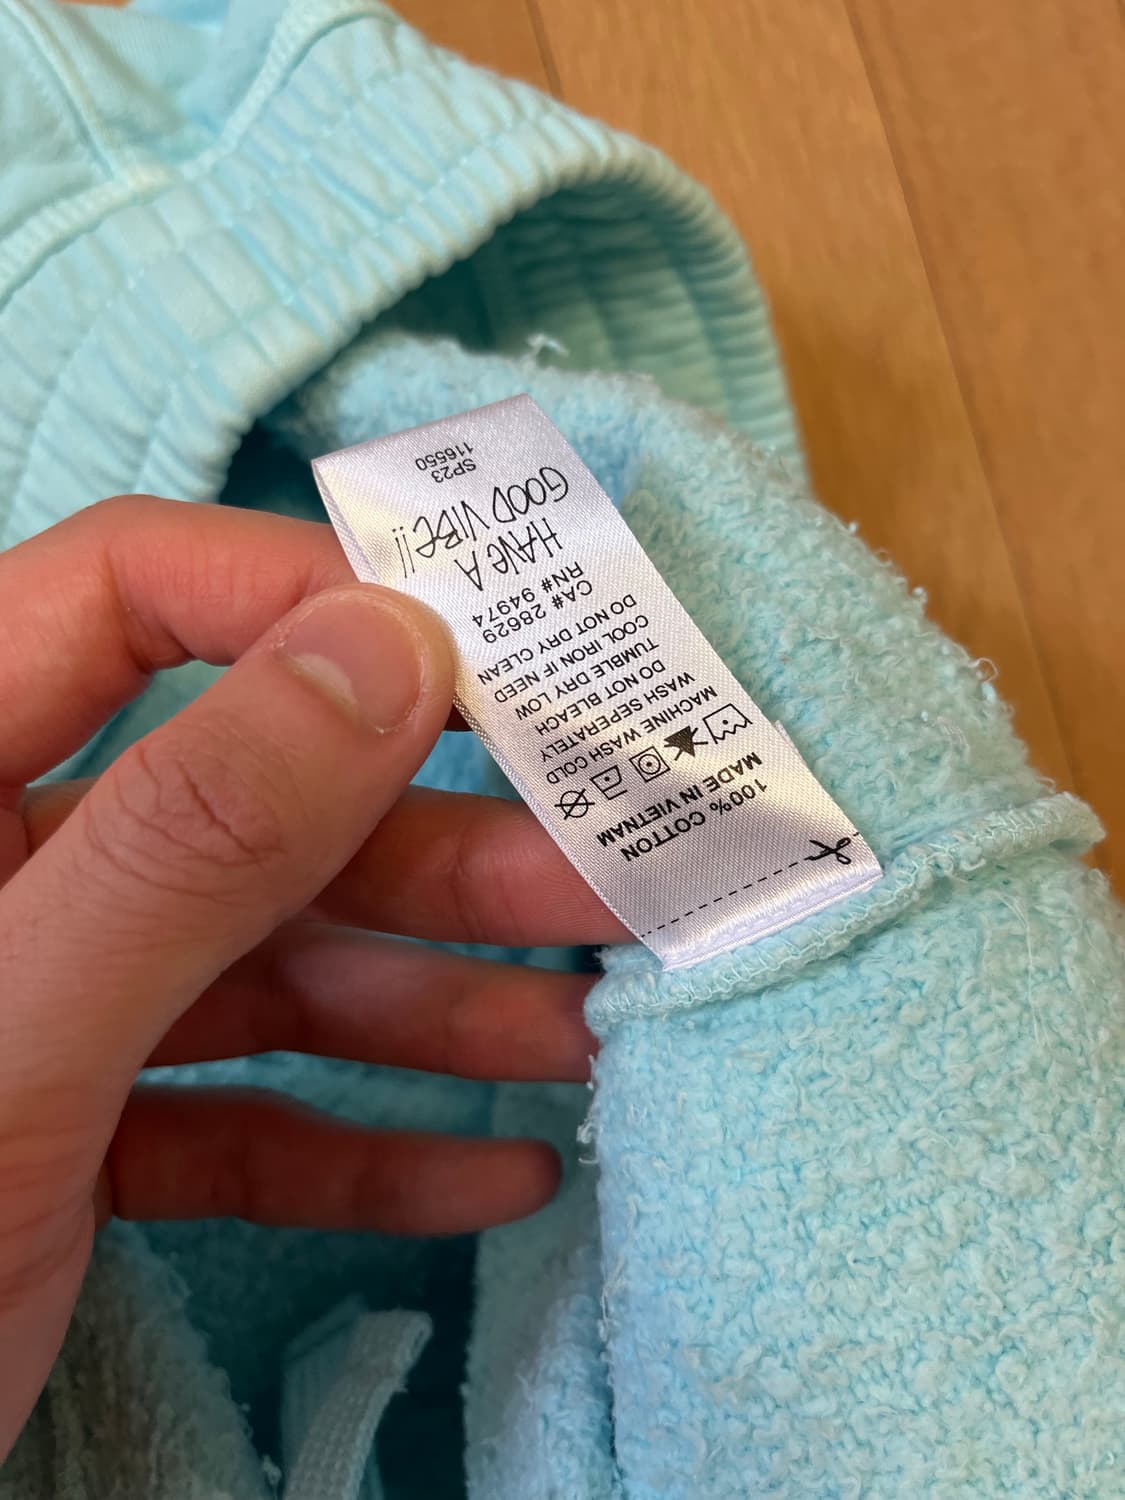 100% COTTON
MADE IN VIETNAM
MACHINE WASH COLD
WASH SEPERATELY
DO NOT BLEACH
TUMBLE DRY LOW
COOL IRON IF NEED
DO NOT DRY CLEAN
CA# 28629
RN# 94974
HAVE A
GOOD VIBE!!
SP23
116550